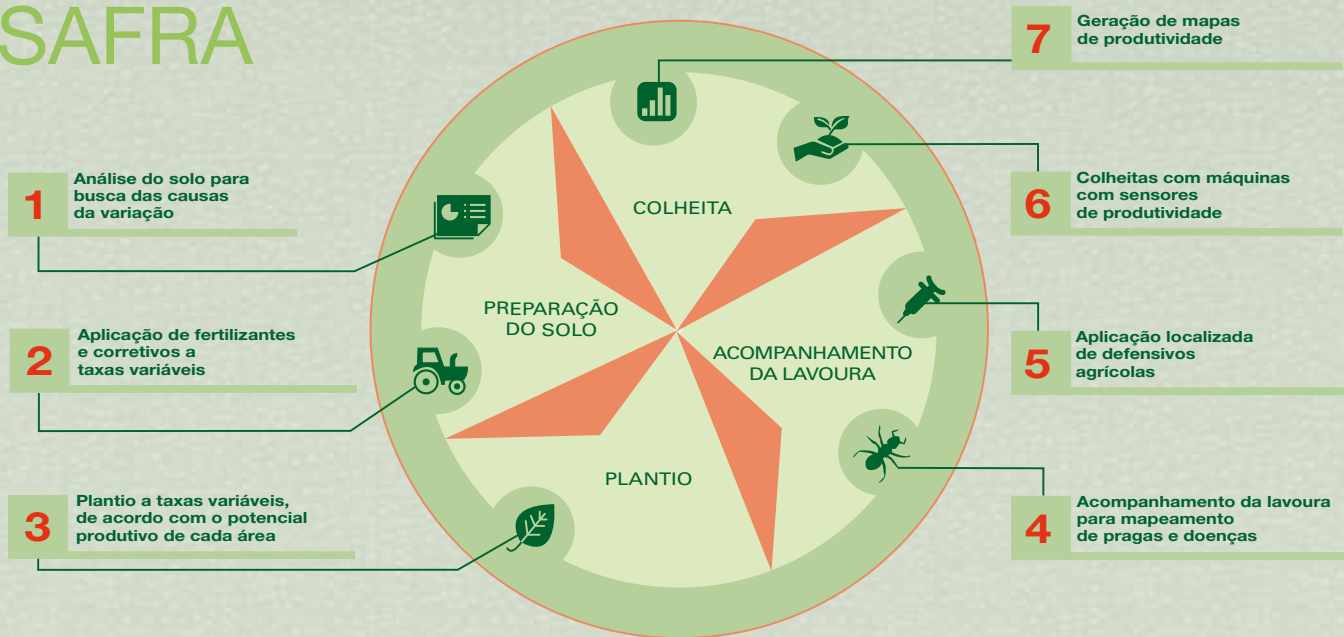 SAFRA
1
Análise do solo para
busca das causas
da variação
2
Aplicação de fertilizantes
e corretivos a
taxas variáveis
3
Plantio a taxas variáveis,
de acordo com o potencial
produtivo de cada área
COLHEITA
PREPARAÇÃO
DO SOLO
ACOMPANHAMENTO
DA LAVOURA
PLANTIO
7
Geração de mapas
de produtividade
6
Colheitas com máquinas
com sensores
de produtividade
5
Aplicação localizada
de defensivos
agrícolas
4
Acompanhamento da lavoura
para mapeamento
de pragas e doenças